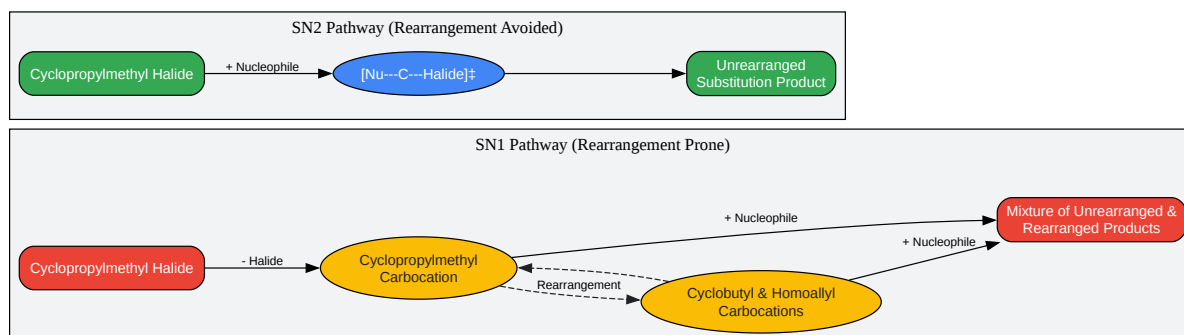 SN2 Pathway (Rearrangement Avoided)
Cyclopropylmethyl Halide
+ Nucleophile
[Nu---C---Halide]‡
Unrearranged
Substitution Product
SN1 Pathway (Rearrangement Prone)
Cyclopropylmethyl Halide
- Halide
Cyclopropylmethyl
Carbocation
Rearrangement
Cyclobutyl & Homoallyl
Carbocations
+ Nucleophile
+ Nucleophile
Mixture of Unrearranged &
Rearranged Products